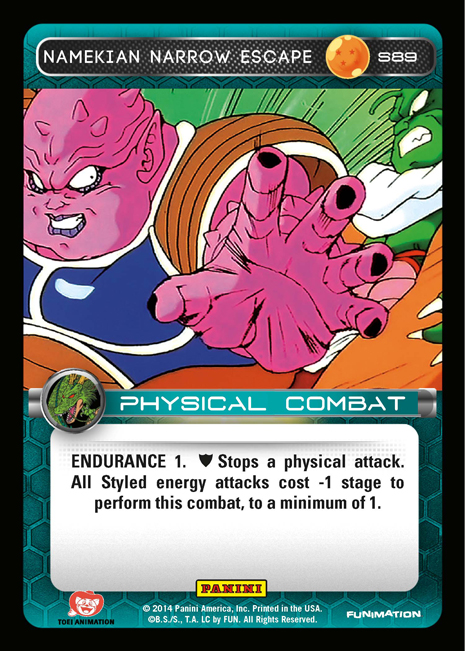 NAMEKIAN NARROW ESCAPE S89
PHYSICAL COMBAT
ENDURANCE 1. Stops a physical attack.
All Styled energy attacks cost -1 stage to
perform this combat, to a minimum of 1.
PANINI
© 2014 Panini America, Inc. Printed in the USA.
©B.S./S., T.A. LC by FUN. All Rights Reserved.
TOEI ANIMATION
FUNIMATION